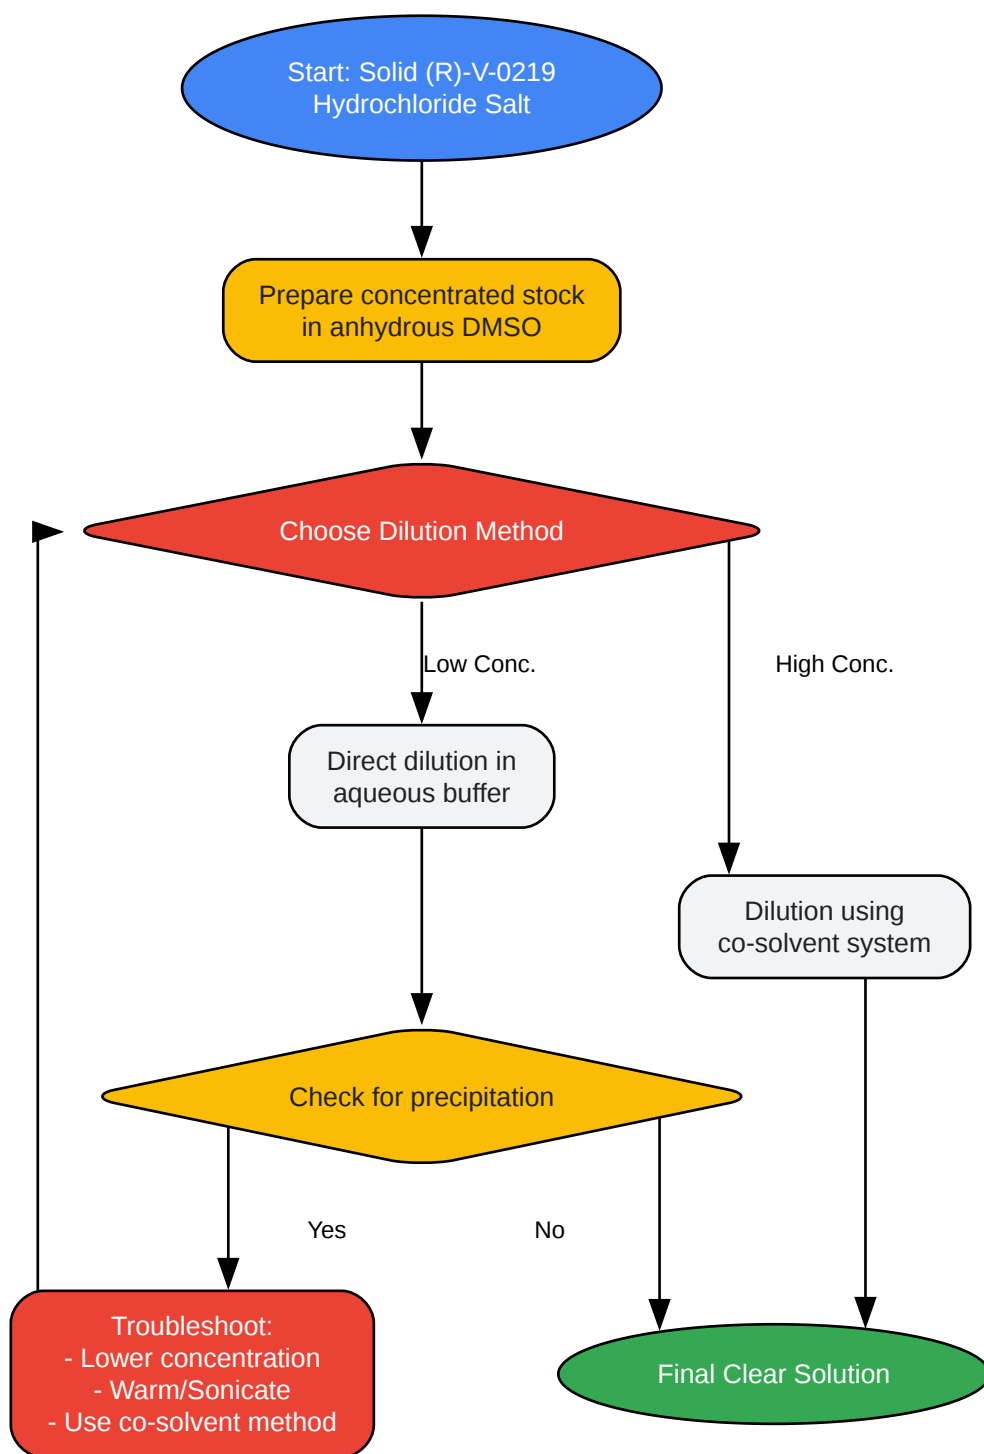 Start: Solid (R)-V-0219
Hydrochloride Salt
Prepare concentrated stock
in anhydrous DMSO
Choose Dilution Method
Low Conc.
High Conc.
Direct dilution in
aqueous buffer
Dilution using
co-solvent system
Check for precipitation
Yes
No
Troubleshoot:
- Lower concentration
- Warm/Sonicate
- Use co-solvent method
Final Clear Solution